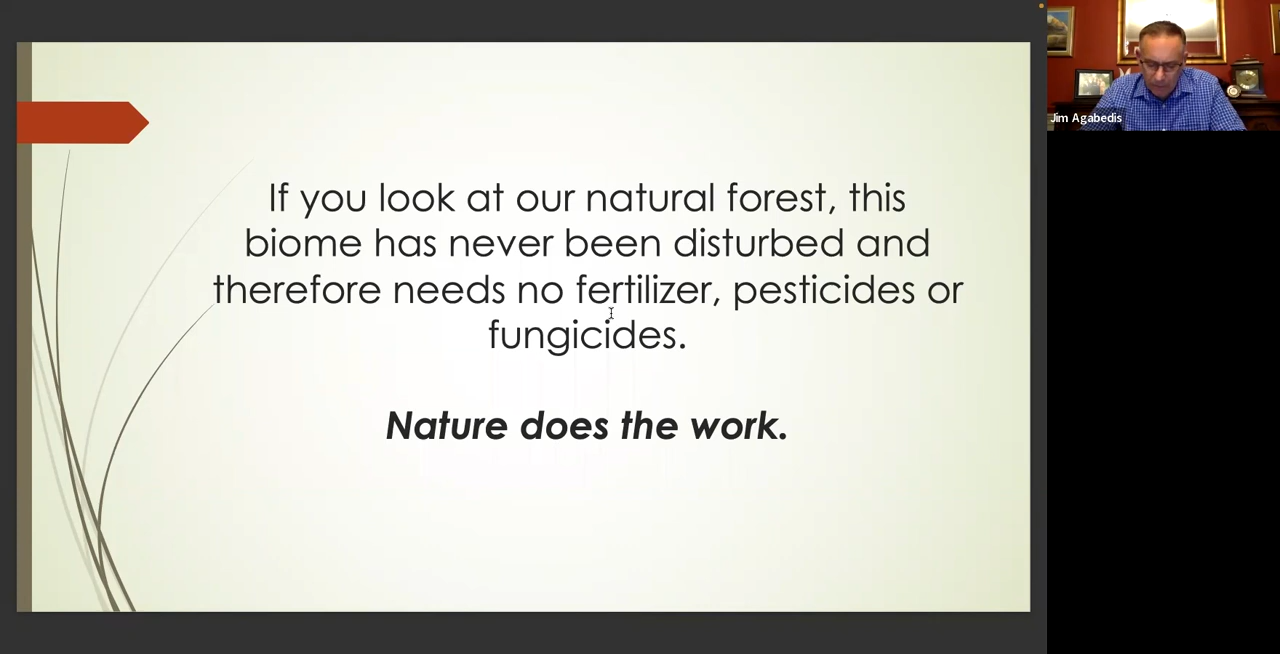 If you look at our natural forest, this
biome has never been disturbed and
therefore needs no fertilizer, pesticides or
fungicides.
Nature does the work.
Jim Agabedis